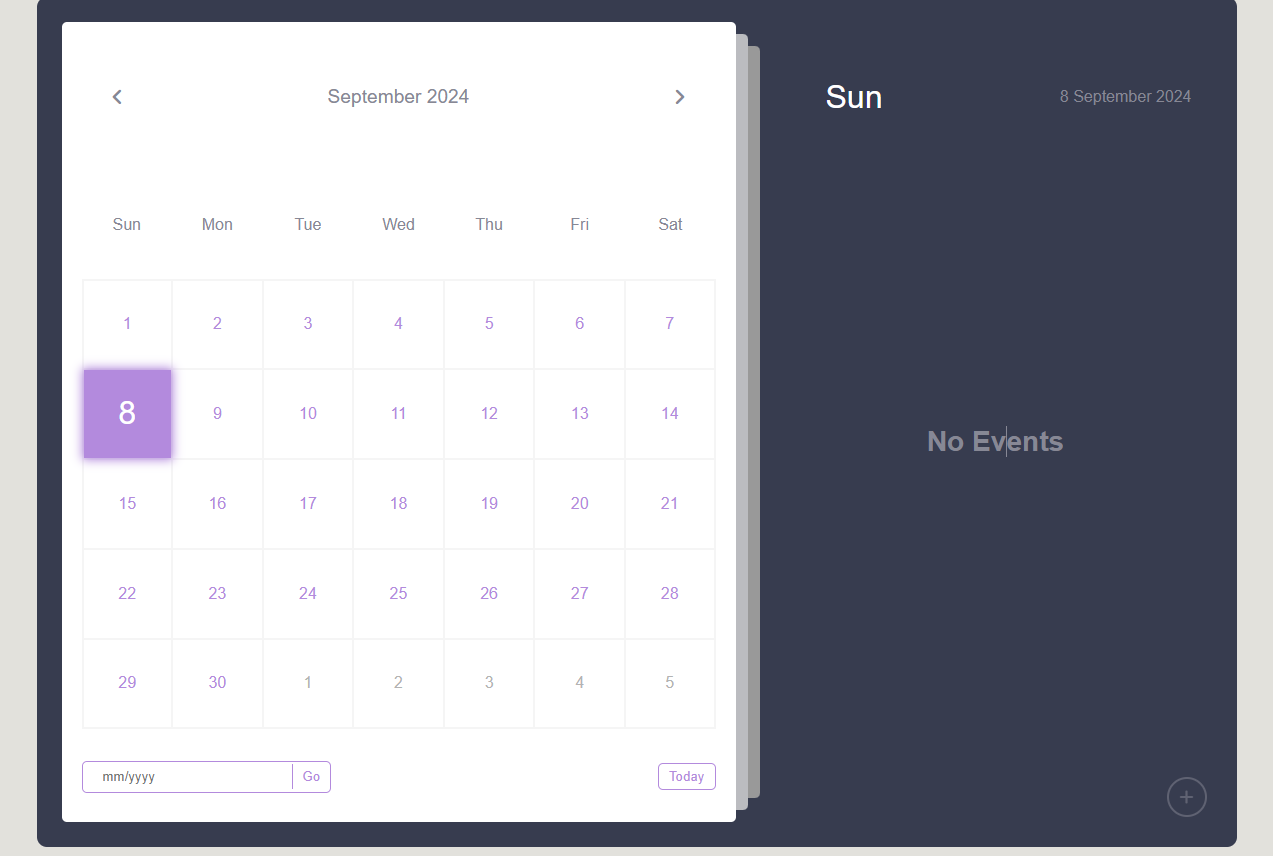 September 2024
Sun 8 September 2024
Sun Mon Tue Wed Thu Fri Sat
1 2 3 4 5 6 7
8 9 10 11 12 13 14
No Events
15 16 17 18 19 20 21
22 23 24 25 26 27 28
29 30 1 2 3 4 5
mm/yyyy Go Today
+